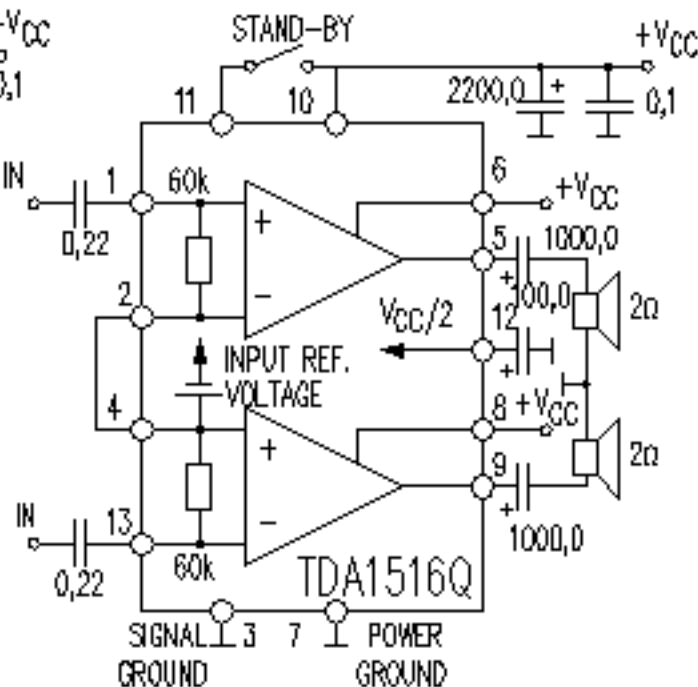 +VCC
0,1
STAND-BY
+VCC
11
10
2200,0
+
0,1
IN
1
60k
6
+VCC
0,22
+
-
5
1000,0
+
100,0
2Ω
2
VCC/2
12
+
INPUT REF.
VOLTAGE
4
8
+VCC
+
-
9
2Ω
+
1000,0
IN
13
0,22
60k
TDA1516Q
SIGNAL
GROUND
3
7
POWER
GROUND